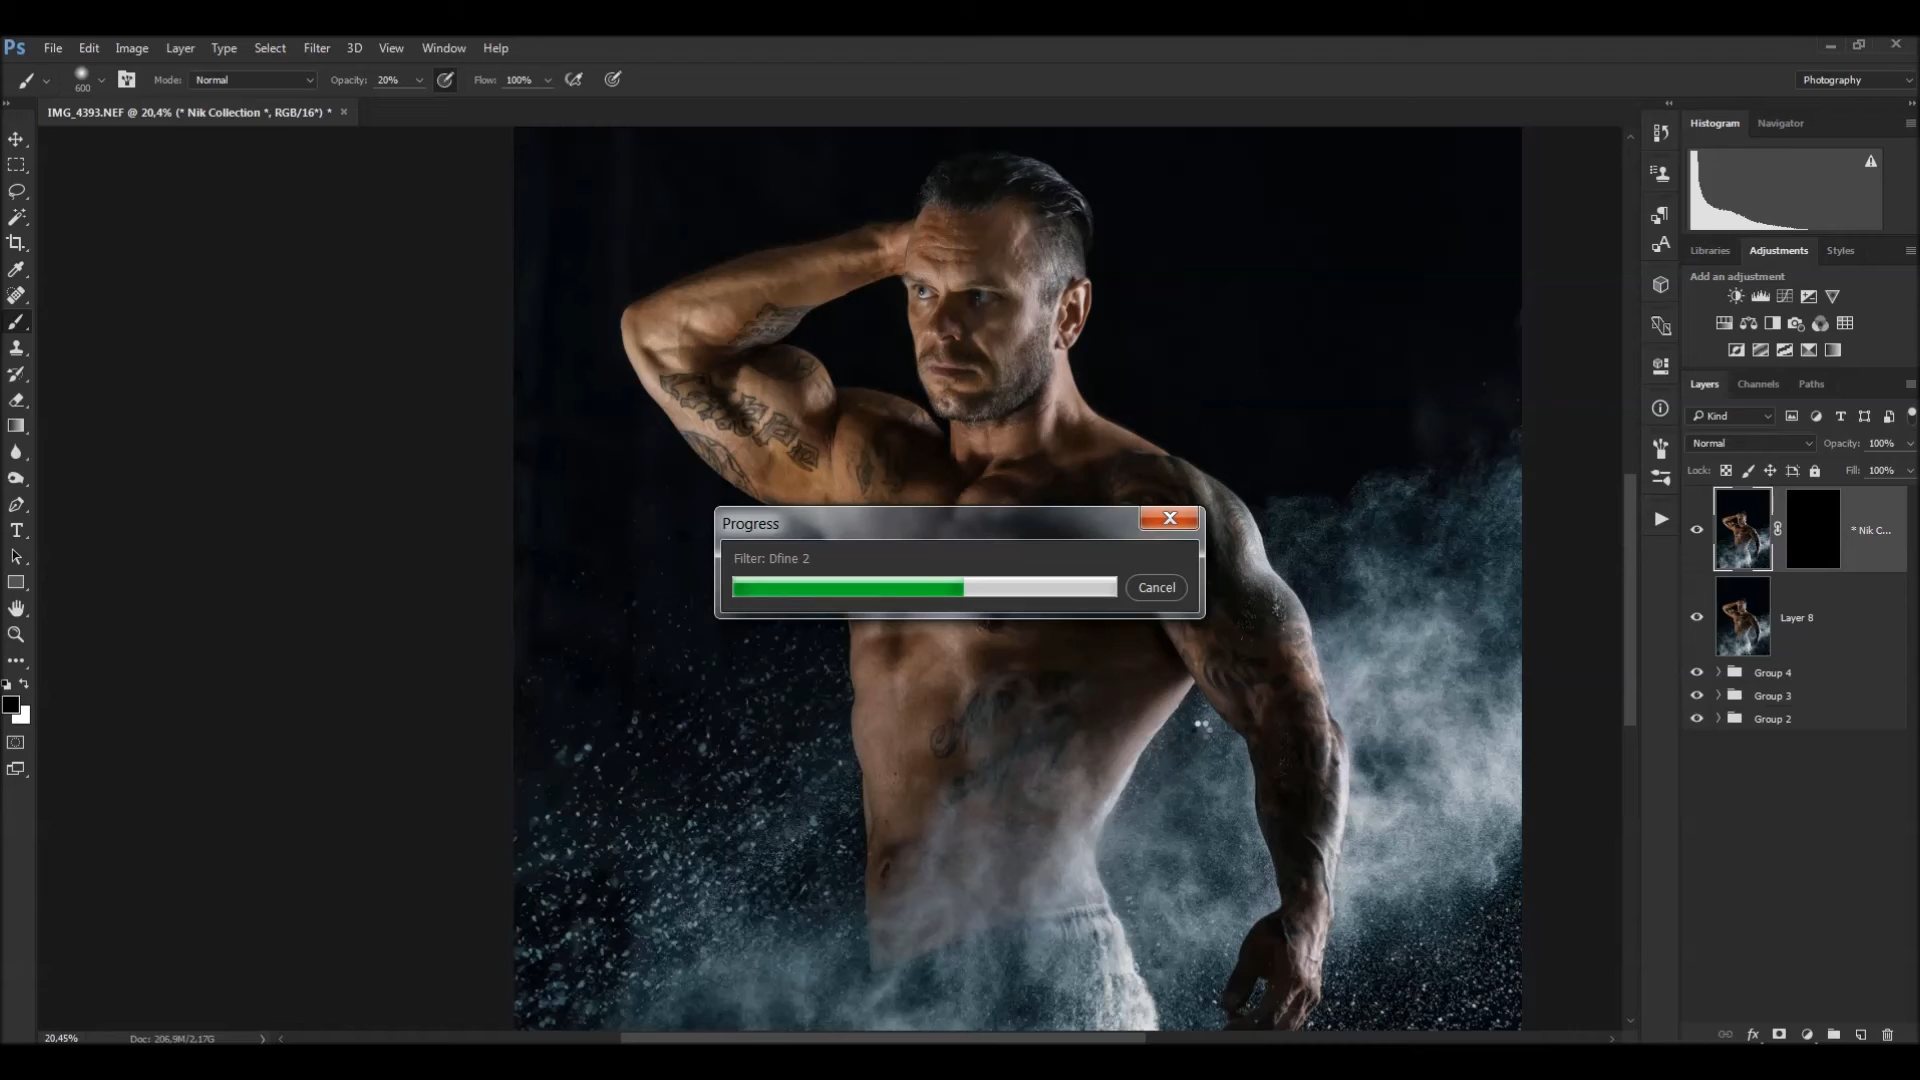 Ps File Edit Image Layer Type Select Filter 3D View Window Help
600 Mode: Normal Opacity: 20% Flow: 100% Photography
IMG_4393.NEF @ 20,4% (* Nik Collection *, RGB/16*) * ×
Histogram Navigator
Libraries Adjustments Styles
Add an adjustment
Layers Channels Paths
Kind
Normal Opacity: 100%
Lock: Fill: 100%
* Nik C...
Progress
Filter: Dfine 2
Cancel
Layer 8
Group 4
Group 3
Group 2
20,45% Doc: 206,9M/2,17G